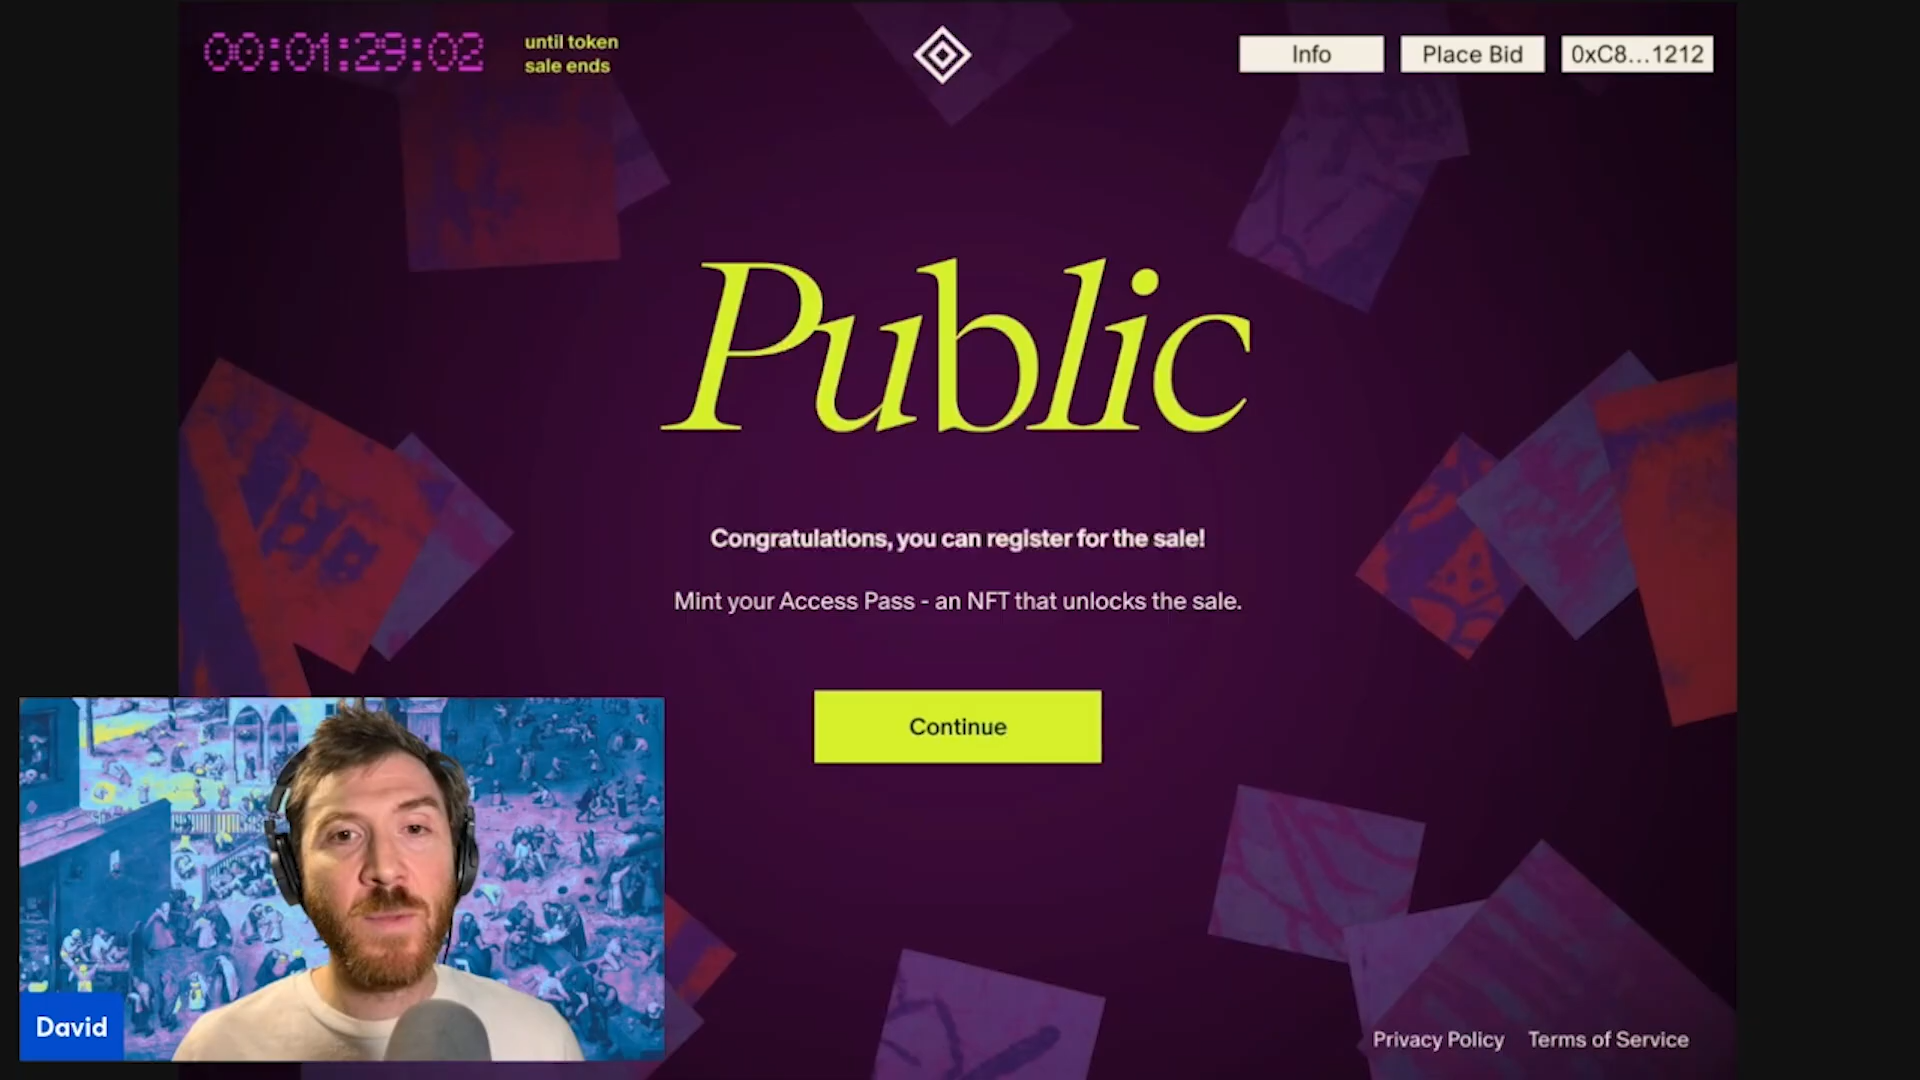 00:01:29:02
until token
sale ends
Info
Place Bid
0xC8...1212
Public
Congratulations, you can register for the sale!
Mint your Access Pass - an NFT that unlocks the sale.
Continue
David
Privacy Policy
Terms of Service